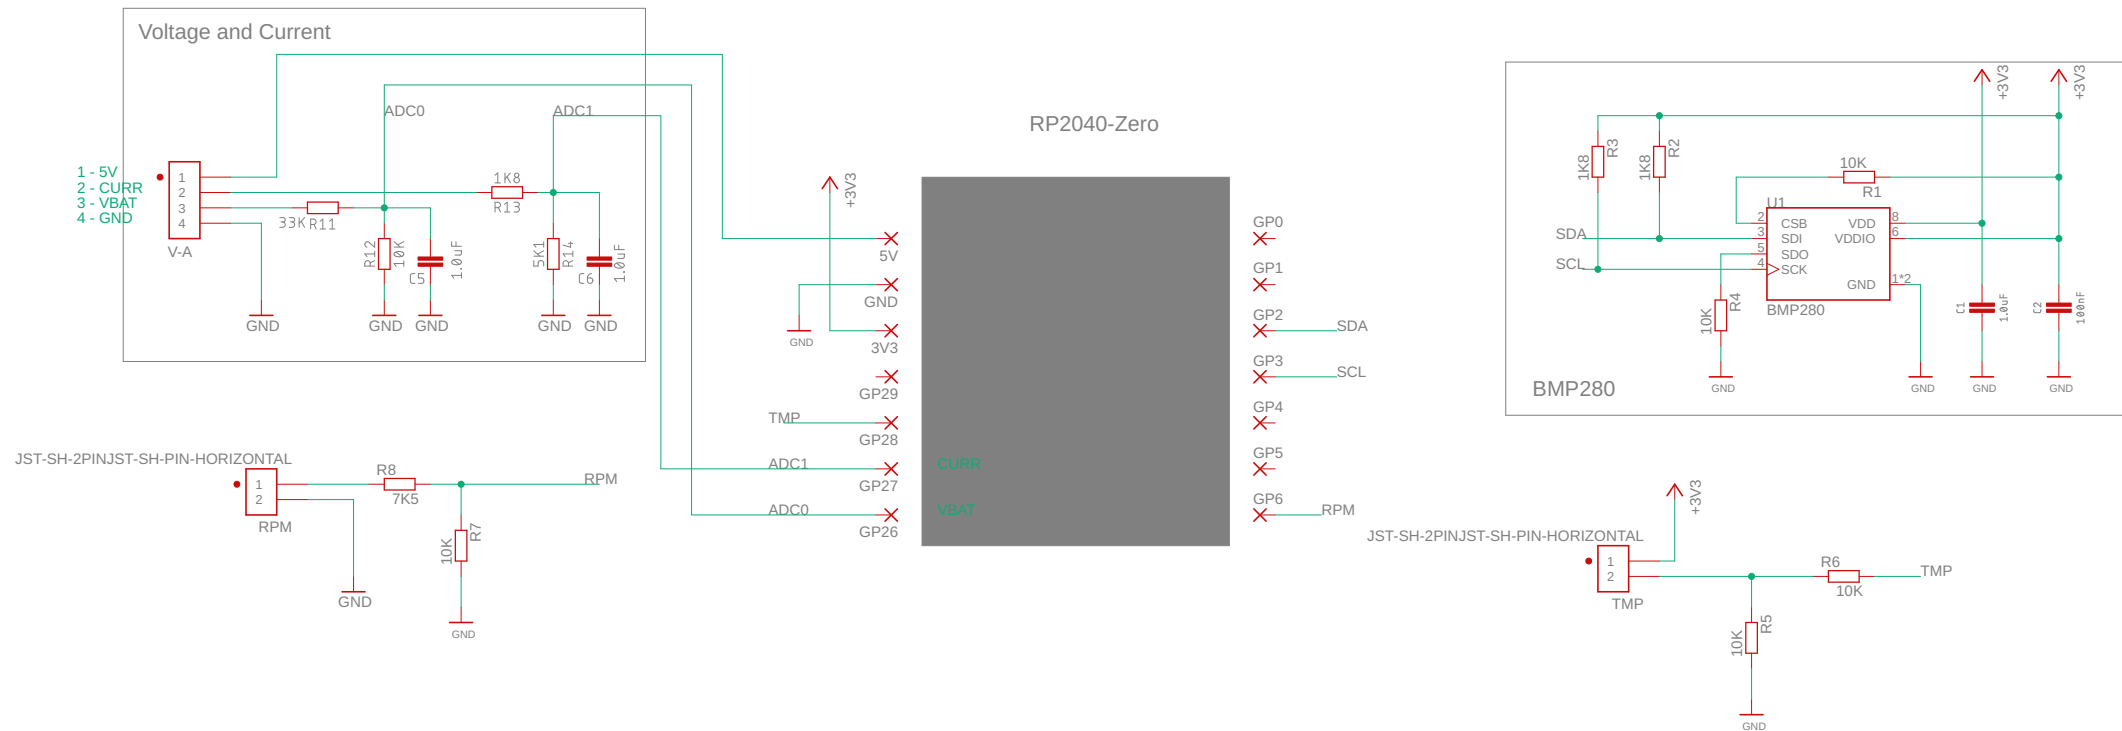 Voltage and Current
ADC0
ADC1
1 - 5V
2 - CURR
3 - VBAT
4 - GND
1
2
3
4
V-A
33K
R11
R12
10K
C5
1.0uF
1K8
R13
5K1
R14
C6
1.0uF
GND
GND
GND
GND
GND
JST-SH-2PINJST-SH-PIN-HORIZONTAL
1
2
RPM
R8
7K5
RPM
R7
10K
GND
GND
RP2040-Zero
+3V3
5V
GND
GND
3V3
GP29
TMP
GP28
ADC1
GP27
CURR
ADC0
GP26
VBAT
GP0
GP1
GP2
SDA
GP3
SCL
GP4
GP5
GP6
RPM
+3V3
+3V3
R3
1K8
R2
1K8
10K
R1
U1
SDA
SCL
2
3
5
4
CSB
SDI
SDO
SCK
VDD
VDDIO
GND
8
6
1*2
BMP280
R4
10K
C1
1.0uF
C2
100nF
GND
GND
GND
GND
BMP280
+3V3
JST-SH-2PINJST-SH-PIN-HORIZONTAL
1
2
TMP
R6
10K
TMP
R5
10K
GND